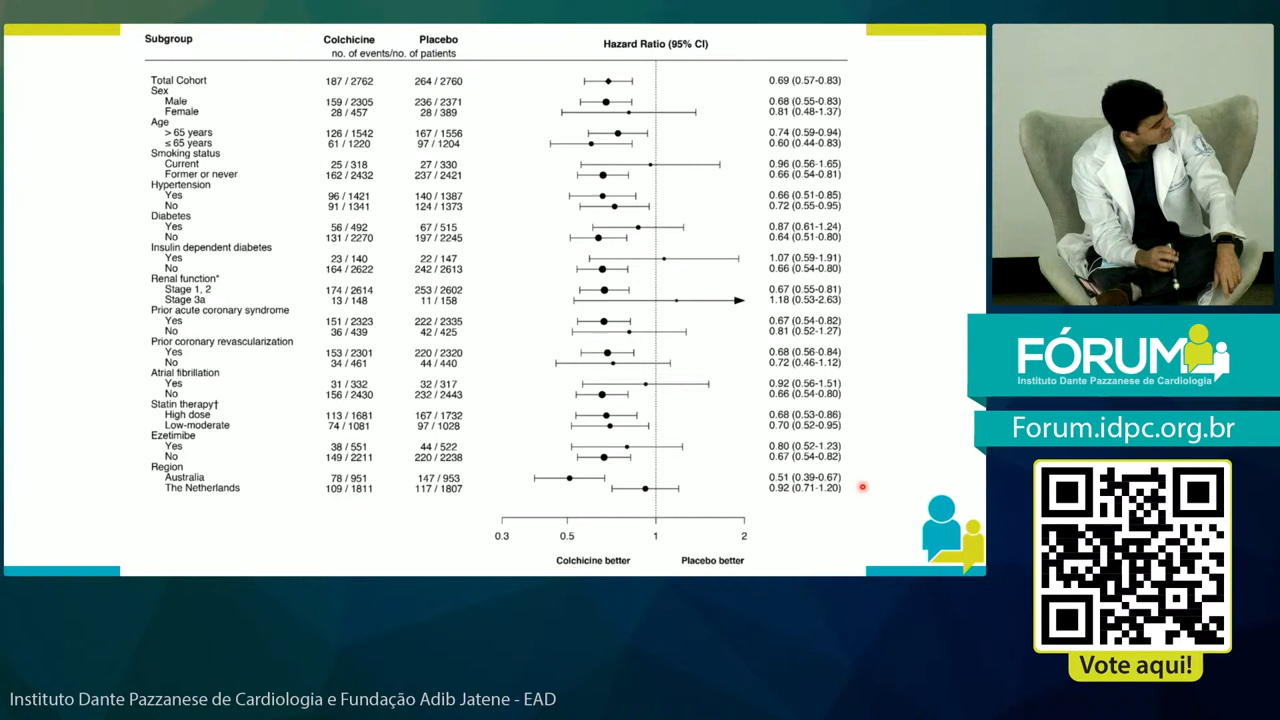 Subgroup Colchicine Placebo Hazard Ratio (95% CI)
no. of events/no. of patients
Total Cohort 187 / 2762 264 / 2760 0.69 (0.57-0.83)
Sex
Male 159 / 2305 236 / 2371 0.68 (0.55-0.83)
Female 28 / 457 28 / 389 0.81 (0.48-1.37)
Age
> 65 years 126 / 1542 167 / 1556 0.74 (0.59-0.94)
≤ 65 years 61 / 1220 97 / 1204 0.60 (0.44-0.83)
Smoking status
Current 25 / 318 27 / 330 0.96 (0.56-1.65)
Former or never 162 / 2432 237 / 2421 0.66 (0.54-0.81)
Hypertension
Yes 96 / 1421 140 / 1387 0.66 (0.51-0.85)
No 91 / 1341 124 / 1373 0.72 (0.55-0.95)
Diabetes
Yes 56 / 492 67 / 515 0.87 (0.61-1.24)
No 131 / 2270 197 / 2245 0.64 (0.51-0.80)
Insulin dependent diabetes
Yes 23 / 140 22 / 147 1.07 (0.59-1.91)
No 164 / 2622 242 / 2613 0.66 (0.54-0.80)
Renal function*
Stage 1, 2 174 / 2614 253 / 2602 0.67 (0.55-0.81)
Stage 3a 13 / 148 11 / 158 1.18 (0.53-2.63)
Prior acute coronary syndrome
Yes 151 / 2323 222 / 2335 0.67 (0.54-0.82)
No 36 / 439 42 / 425 0.81 (0.52-1.27)
Prior coronary revascularization
Yes 153 / 2301 220 / 2320 0.68 (0.56-0.84)
No 34 / 461 44 / 440 0.72 (0.46-1.12)
Atrial fibrillation
Yes 31 / 332 32 / 317 0.92 (0.56-1.51)
No 156 / 2430 232 / 2443 0.66 (0.54-0.80)
Statin therapy†
High dose 113 / 1681 167 / 1732 0.68 (0.53-0.86)
Low-moderate 74 / 1081 97 / 1028 0.70 (0.52-0.95)
Ezetimibe
Yes 38 / 551 44 / 522 0.80 (0.52-1.23)
No 149 / 2211 220 / 2238 0.67 (0.54-0.82)
Region
Australia 78 / 951 147 / 953 0.51 (0.39-0.67)
The Netherlands 109 / 1811 117 / 1807 0.92 (0.71-1.20)
0.3 0.5 1 2
Colchicine better Placebo better
FÓRUM
Instituto Dante Pazzanese de Cardiologia
Forum.idpc.org.br
Vote aqui!
Instituto Dante Pazzanese de Cardiologia e Fundação Adib Jatene - EAD